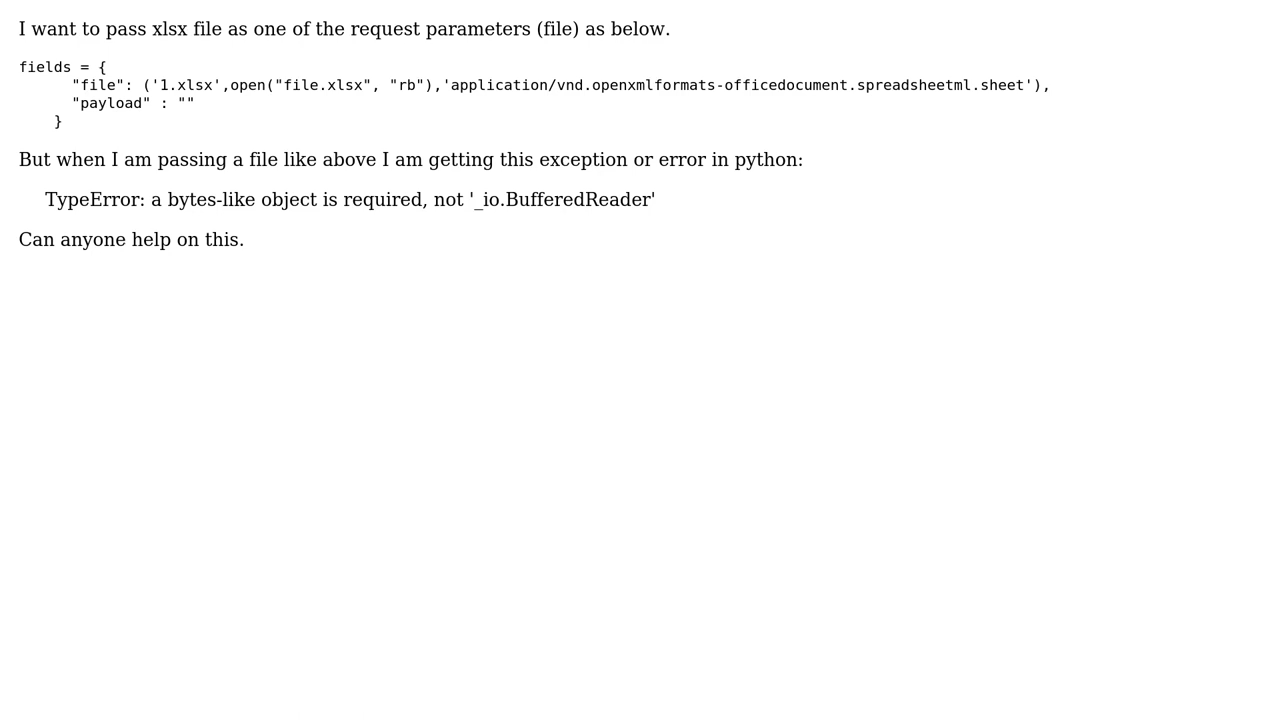 I want to pass xlsx file as one of the request parameters (file) as below.
fields = {
      "file": ('1.xlsx',open("file.xlsx", "rb"),'application/vnd.openxmlformats-officedocument.spreadsheetml.sheet'),
      "payload" : ""
    }
But when I am passing a file like above I am getting this exception or error in python:
TypeError: a bytes-like object is required, not '_io.BufferedReader'
Can anyone help on this.